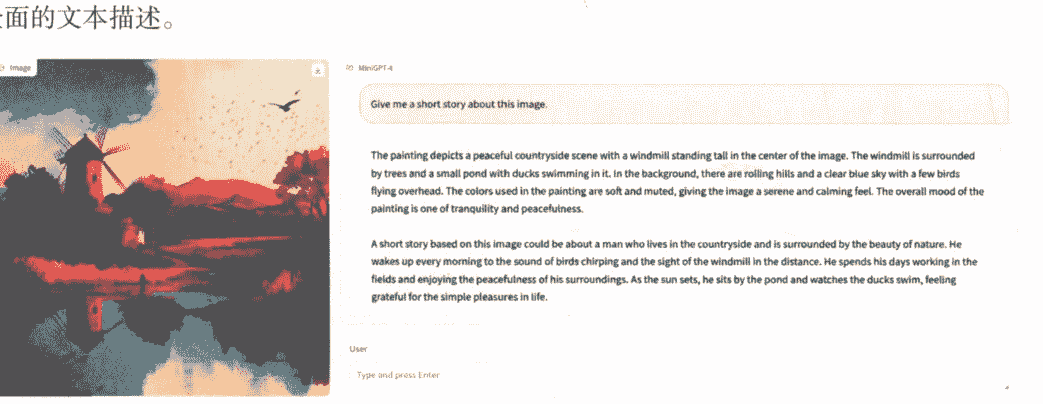 面的文本描述。
Image
MiniGPT-4
Give me a short story about this image.
The painting depicts a peaceful countryside scene with a windmill standing tall in the center of the image. The windmill is surrounded
by trees and a small pond with ducks swimming in it. In the background, there are rolling hills and a clear blue sky with a few birds
flying overhead. The colors used in the painting are soft and muted, giving the image a serene and calming feel. The overall mood of the
painting is one of tranquility and peacefulness.
A short story based on this image could be about a man who lives in the countryside and is surrounded by the beauty of nature. He
wakes up every morning to the sound of birds chirping and the sight of the windmill in the distance. He spends his days working in the
fields and enjoying the peacefulness of his surroundings. As the sun sets, he sits by the pond and watches the ducks swim, feeling
grateful for the simple pleasures in life.
User
Type and press Enter